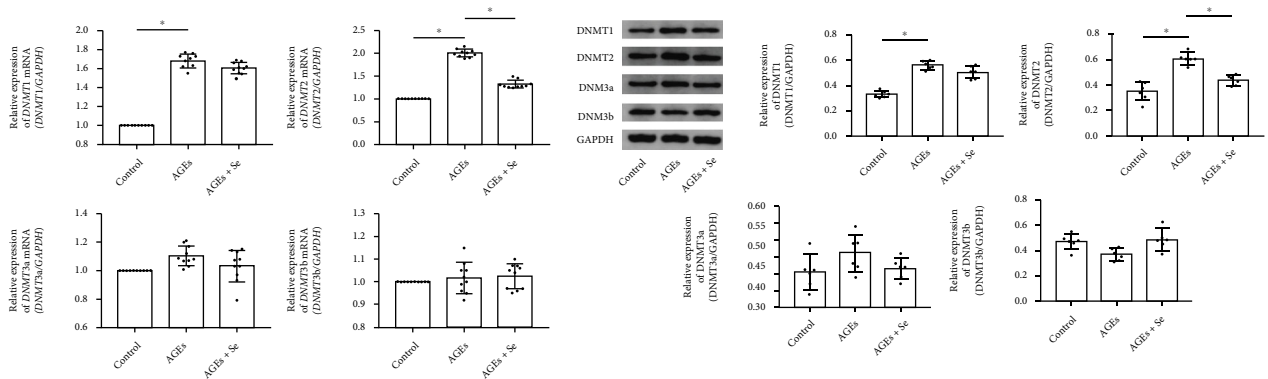 Relative expression
of DNMT1 mRNA
(DNMT1/GAPDH)
2.0
1.8
1.6
1.4
1.2
1.0
0.8
*
Control
AGEs
AGEs + Se
Relative expression
of DNMT2 mRNA
(DNMT2/GAPDH)
2.5
2.0
1.5
1.0
0.5
0.0
*
*
Control
AGEs
AGEs + Se
DNMT1
DNMT2
DNM3a
DNM3b
GAPDH
Control
AGEs
AGEs + Se
Relative expression
of DNMT1
(DNMT1/GAPDH)
0.8
0.6
0.4
0.2
0.0
*
Control
AGEs
AGEs + Se
Relative expression
of DNMT2
(DNMT2/GAPDH)
0.8
0.6
0.4
0.2
0.0
*
*
Control
AGEs
AGEs + Se
Relative expression
of DNMT3a mRNA
(DNMT3a/GAPDH)
1.4
1.2
1.0
0.8
0.6
Control
AGEs
AGEs + Se
Relative expression
of DNMT3b mRNA
(DNMT3b/GAPDH)
1.3
1.2
1.1
1.0
0.9
0.8
Control
AGEs
AGEs + Se
Relative expression
of DNMT3a
(DNMT3a/GAPDH)
0.60
0.55
0.50
0.45
0.40
0.35
0.30
Control
AGEs
AGEs + Se
Relative expression
of DNMT3b
(DNMT3b/GAPDH)
0.8
0.6
0.4
0.2
0.0
Control
AGEs
AGEs + Se